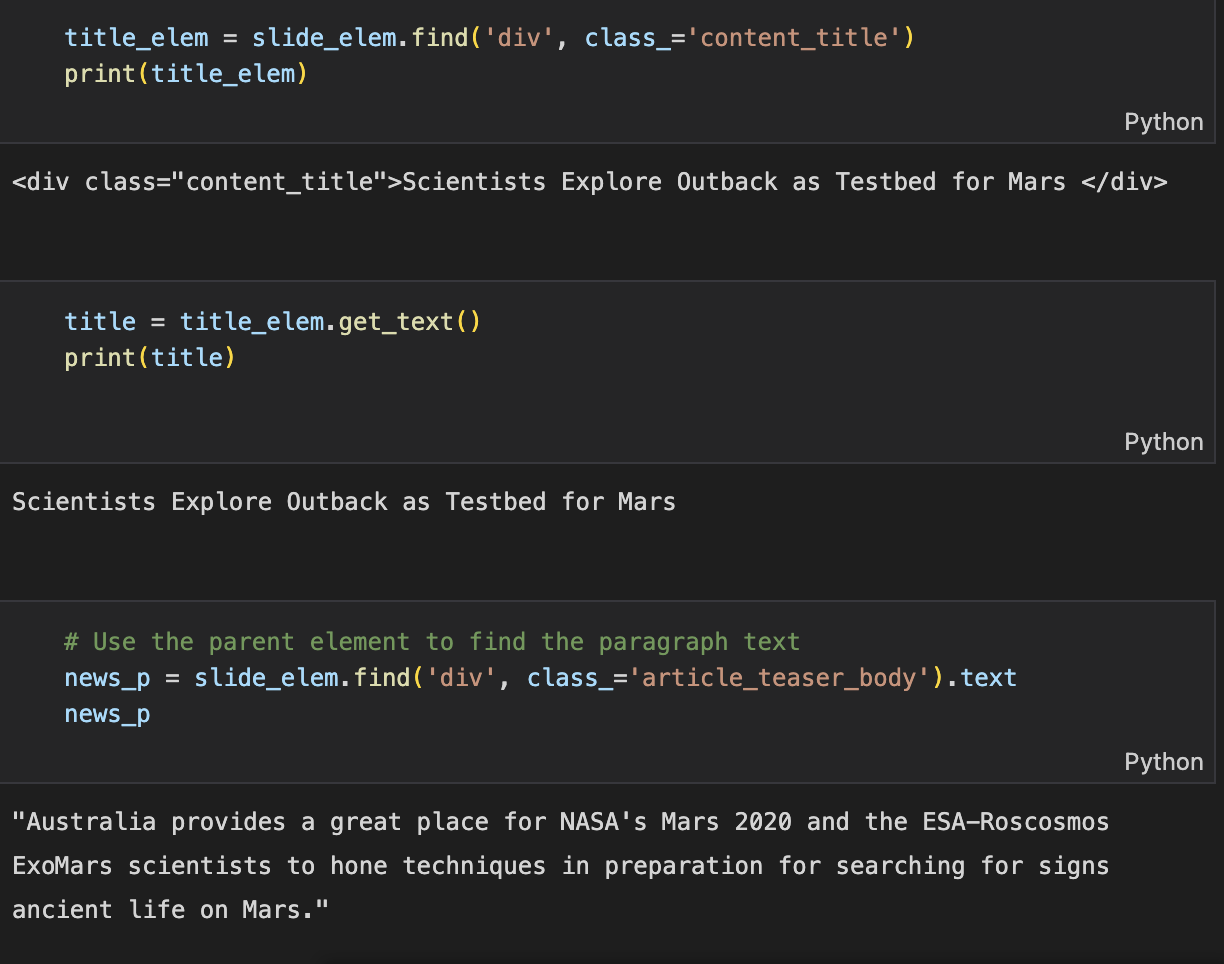 title_elem = slide_elem.find('div', class_='content_title')
print(title_elem)
Python
<div class="content_title">Scientists Explore Outback as Testbed for Mars </div>
title = title_elem.get_text()
print(title)
Python
Scientists Explore Outback as Testbed for Mars
# Use the parent element to find the paragraph text
news_p = slide_elem.find('div', class_='article_teaser_body').text
news_p
Python
"Australia provides a great place for NASA's Mars 2020 and the ESA-Roscosmos
ExoMars scientists to hone techniques in preparation for searching for signs
ancient life on Mars."